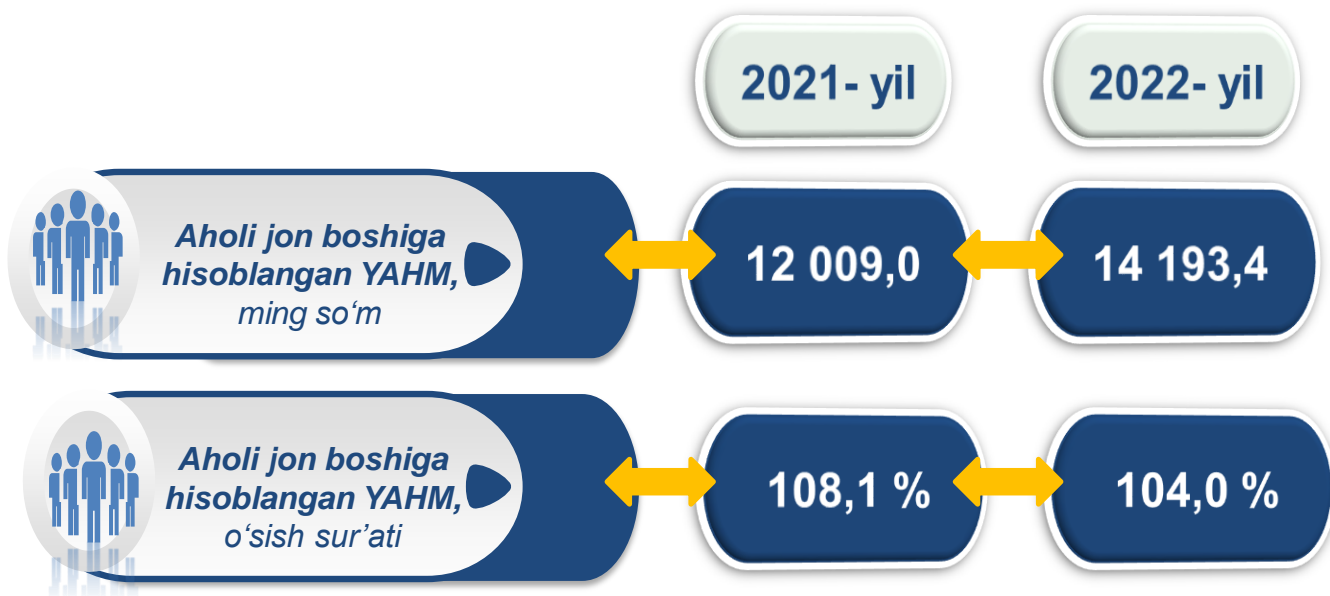 2021- yil 2022- yil
Aholi jon boshiga
hisoblangan YAHM,
ming so‘m
12 009,0 14 193,4
Aholi jon boshiga
hisoblangan YAHM,
o‘sish sur’ati
108,1 % 104,0 %